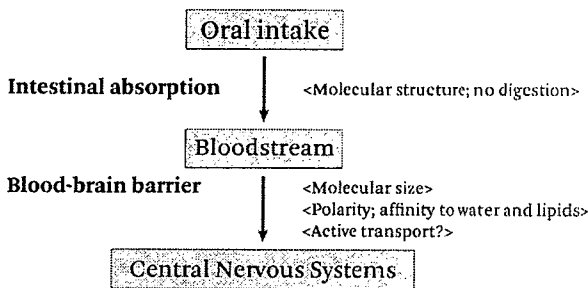 Oral intake
Intestinal absorption
<Molecular structure; no digestion>
Bloodstream
Blood-brain barrier
<Molecular size>
<Polarity; affinity to water and lipids>
<Active transport?>
Central Nervous Systems